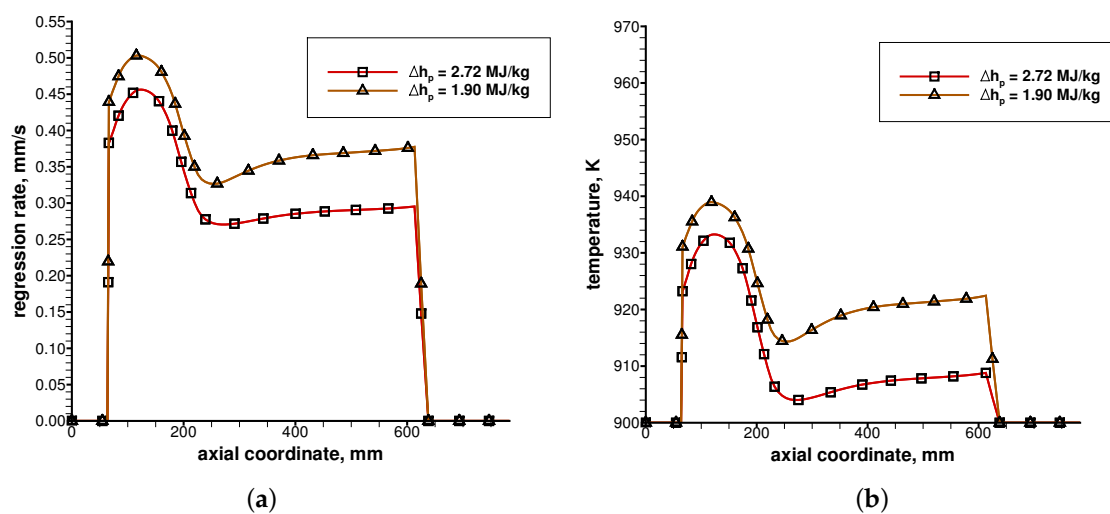 0.55
0.50
0.45
0.40
0.35
0.30
0.25
0.20
0.15
0.10
0.05
0.00
regression rate, mm/s
0 200 400 600
axial coordinate, mm
Δhp = 2.72 MJ/kg
Δhp = 1.90 MJ/kg
(a)
970
960
950
940
930
920
910
900
temperature, K
0 200 400 600
axial coordinate, mm
Δhp = 2.72 MJ/kg
Δhp = 1.90 MJ/kg
(b)